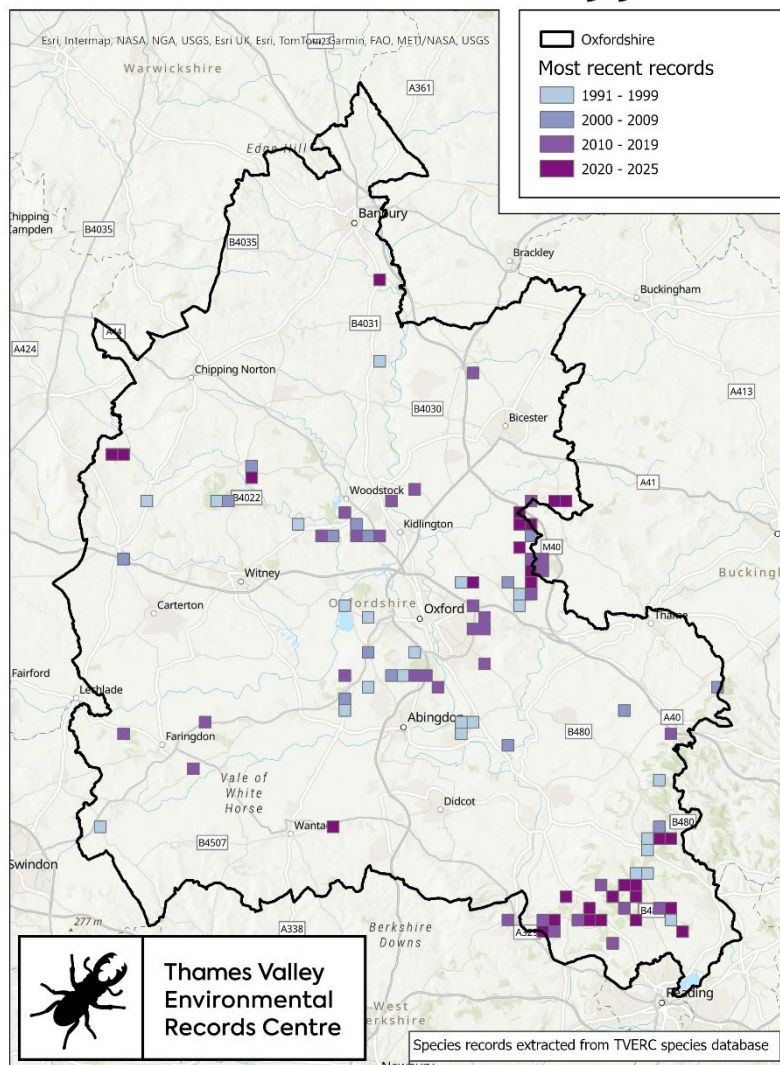 Esri, Intermap, NASA, NGA, USGS, Esri UK, Esri, TomTom, Garmin, FAO, METI/NASA, USGS
Oxfordshire
Most recent records
1991 - 1999
2000 - 2009
2010 - 2019
2020 - 2025
Warwickshire
A361
Edge Hill
Chipping
Campden
B4035
B4035
Banbury
Brackley
Buckingham
B4031
A44
A424
Chipping Norton
A413
B4030
Bicester
A41
B4022
Woodstock
Kidlington
M40
Witney
Buckingh
Carterton
Oxfordshire
Oxford
Thame
Fairford
Lechlade
Abingdon
B480
A40
Faringdon
Vale of
White
Horse
Didcot
B480
Wantag
B4507
Swindon
277 m
A338
Berkshire
Downs
A329
B4
Reading
West
erkshire
Thames Valley
Environmental
Records Centre
Species records extracted from TVERC species database